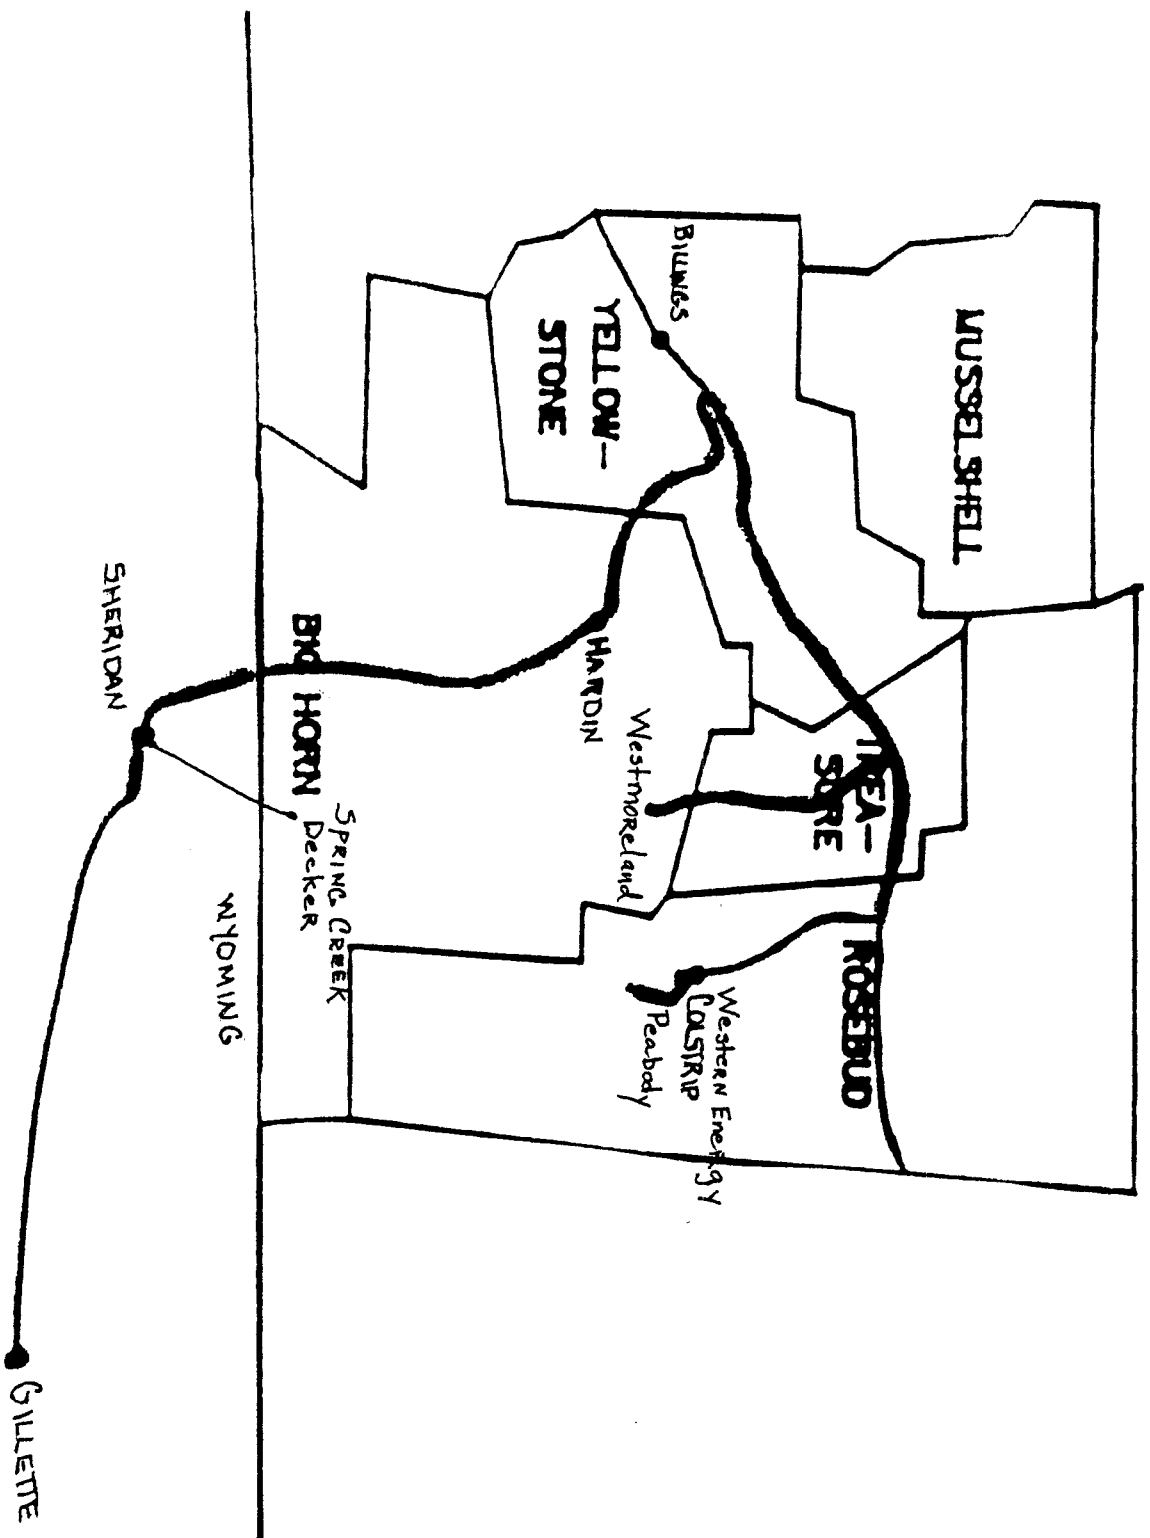 MUSSELSHELL
BILLINGS
YELLOW-
STONE
TREA-
SURE
ROSEBUD
HARDIN
Westmoreland
Western Energy
COLSTRIP
Peabody
BIG HORN
SPRING CREEK
Decker
WYOMING
SHERIDAN
GILLETTE